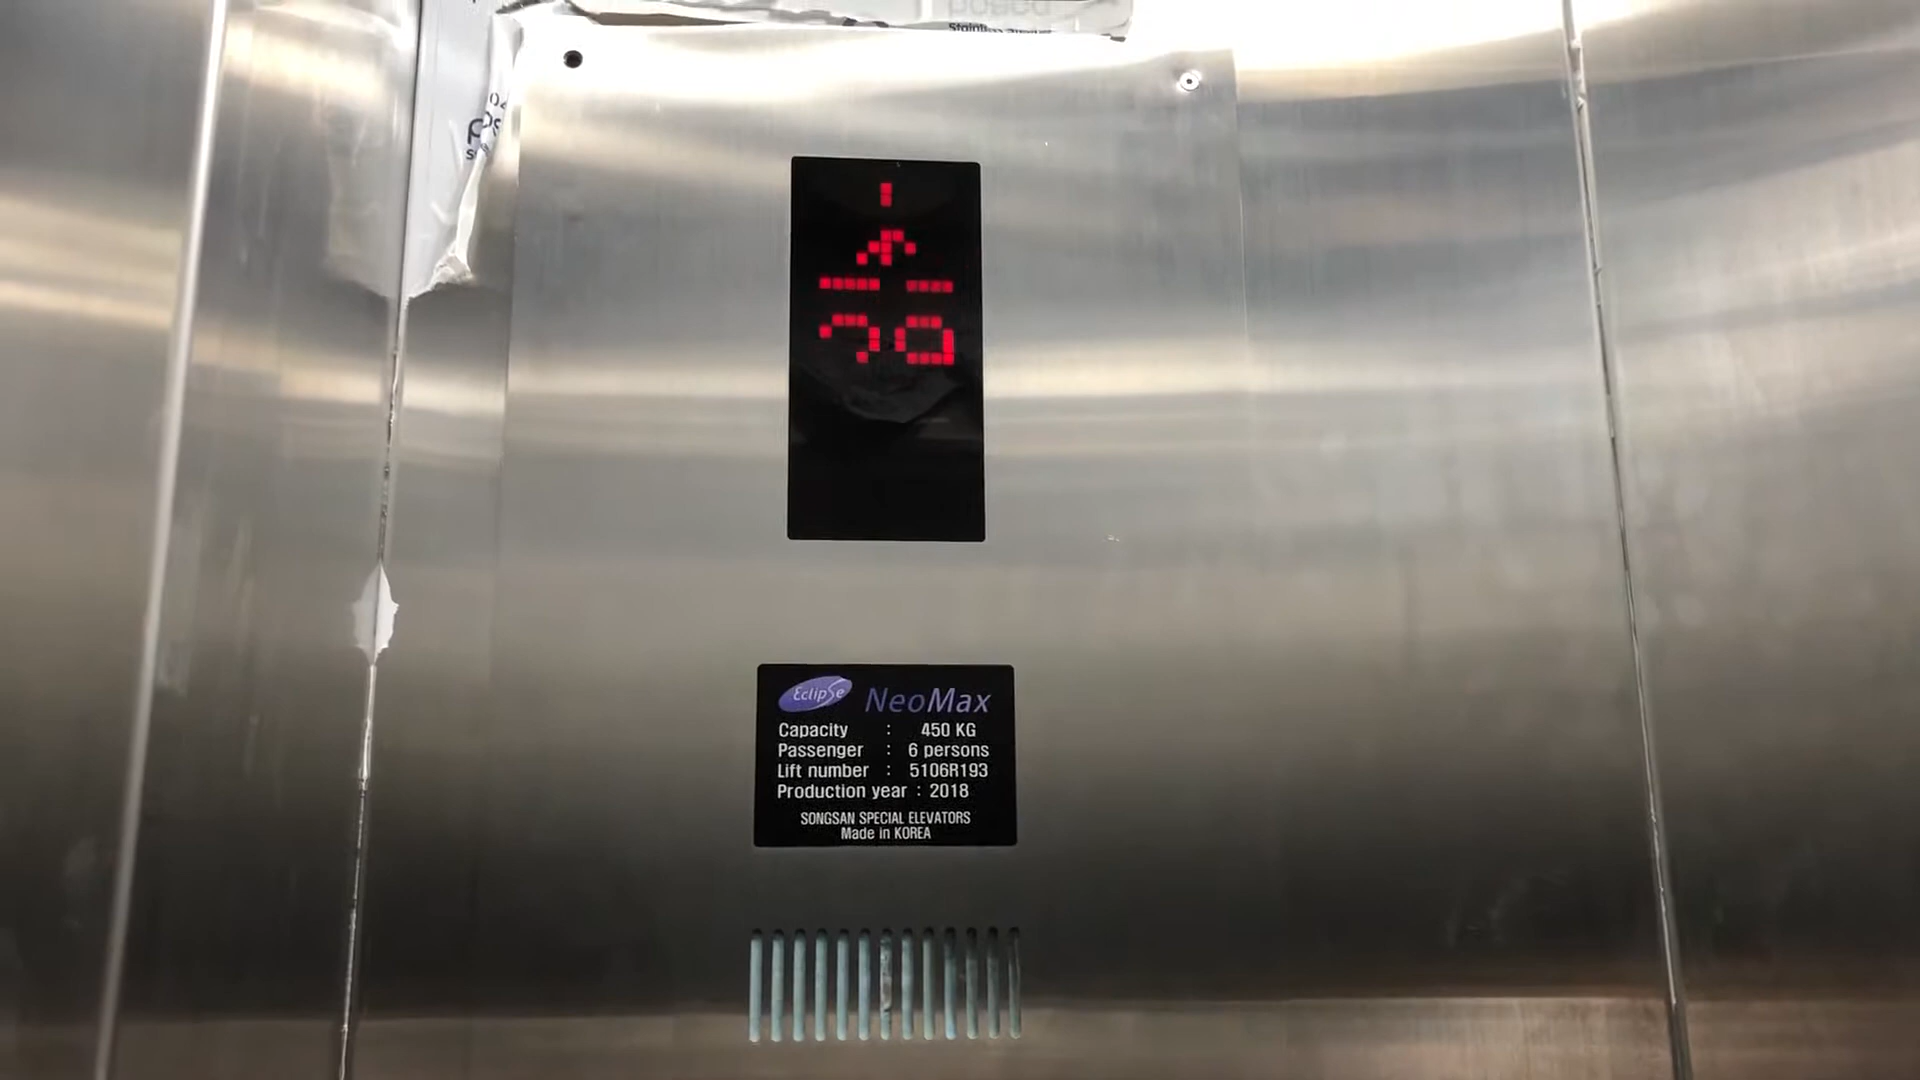 Eclipse NeoMax
Capacity : 450 KG
Passenger : 6 persons
Lift number : 5106R193
Production year : 2018
SONGSAN SPECIAL ELEVATORS
Made in KOREA